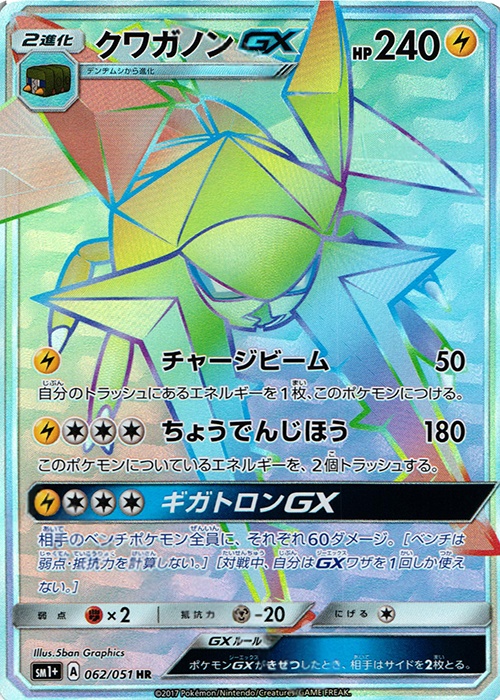 2進化 クワガノンGX HP240
デンヂムシから進化
チャージビーム 50
自分のトラッシュにあるエネルギーを1枚、このポケモンにつける。
ちょうでんじほう 180
このポケモンについているエネルギーを、2個トラッシュする。
ギガトロンGX
相手のベンチポケモン全員に、それぞれ60ダメージ。[ベンチは
弱点・抵抗力を計算しない。] [対戦中、自分はGXワザを1回しか使え
ない。]
弱点 ×2 抵抗力 -20 にげる
GXルール
Illus. 5ban Graphics
ポケモンGXがきぜつしたとき、相手はサイドを2枚とる。
SM1+ A 062/051 HR
©2017 Pokémon/Nintendo/Creatures/GAME FREAK.